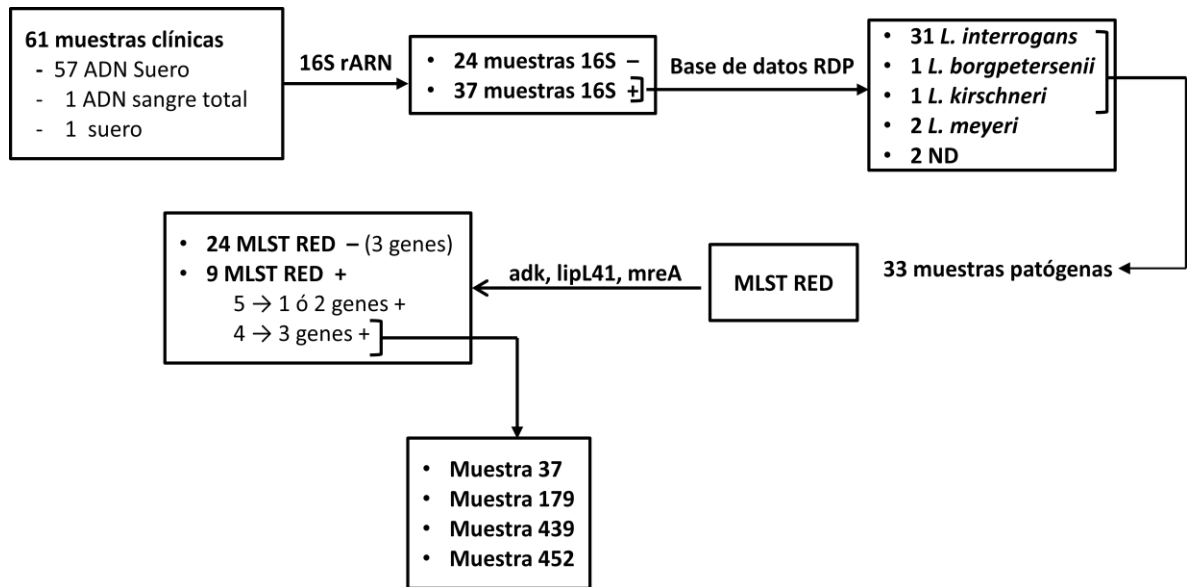 61 muestras clínicas
- 57 ADN Suero
- 1 ADN sangre total
- 1 suero
16S rARN
• 24 muestras 16S –
• 37 muestras 16S +
Base de datos RDP
• 31 L. interrogans
• 1 L. borgpetersenii
• 1 L. kirschneri
• 2 L. meyeri
• 2 ND
33 muestras patógenas
MLST RED
adk, lipL41, mreA
• 24 MLST RED – (3 genes)
• 9 MLST RED +
5 → 1 ó 2 genes +
4 → 3 genes +
• Muestra 37
• Muestra 179
• Muestra 439
• Muestra 452